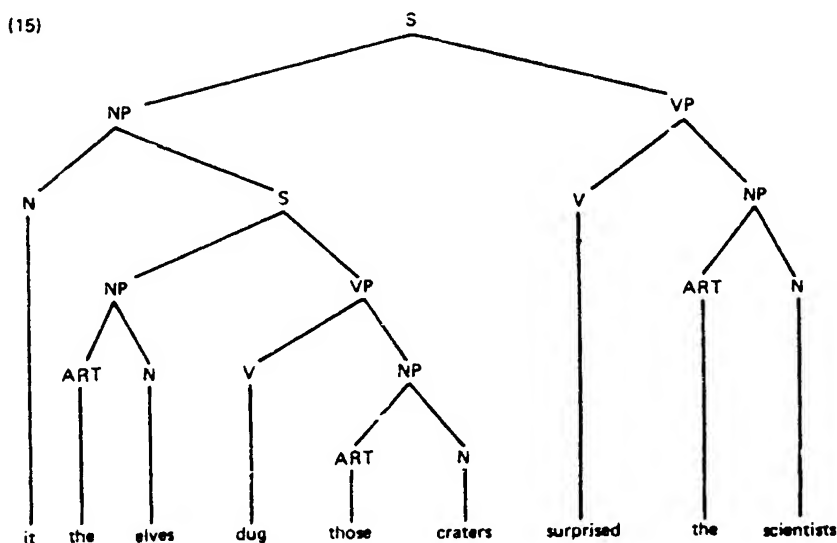 (15)
S
NP VP
N S V NP
NP VP ART N
ART N V NP
ART N
it the elves dug those craters surprised the scientists